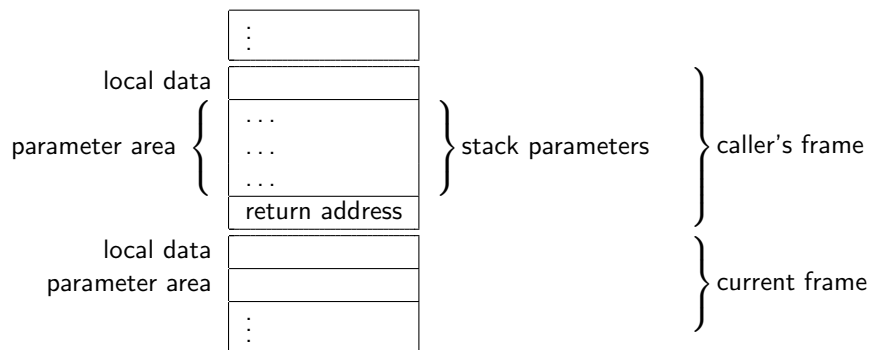 ⋮
local data
parameter area
. . .
. . .
. . .
stack parameters
caller's frame
return address
local data
parameter area
current frame
⋮